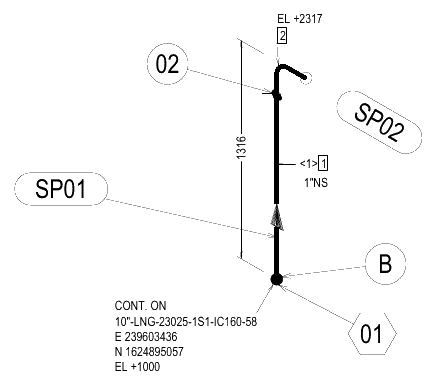 EL +2317
2
02
SP02
1316
<1>1
1"NS
SP01
B
01
CONT. ON
10"-LNG-23025-1S1-IC160-58
E 239603436
N 1624895057
EL +1000